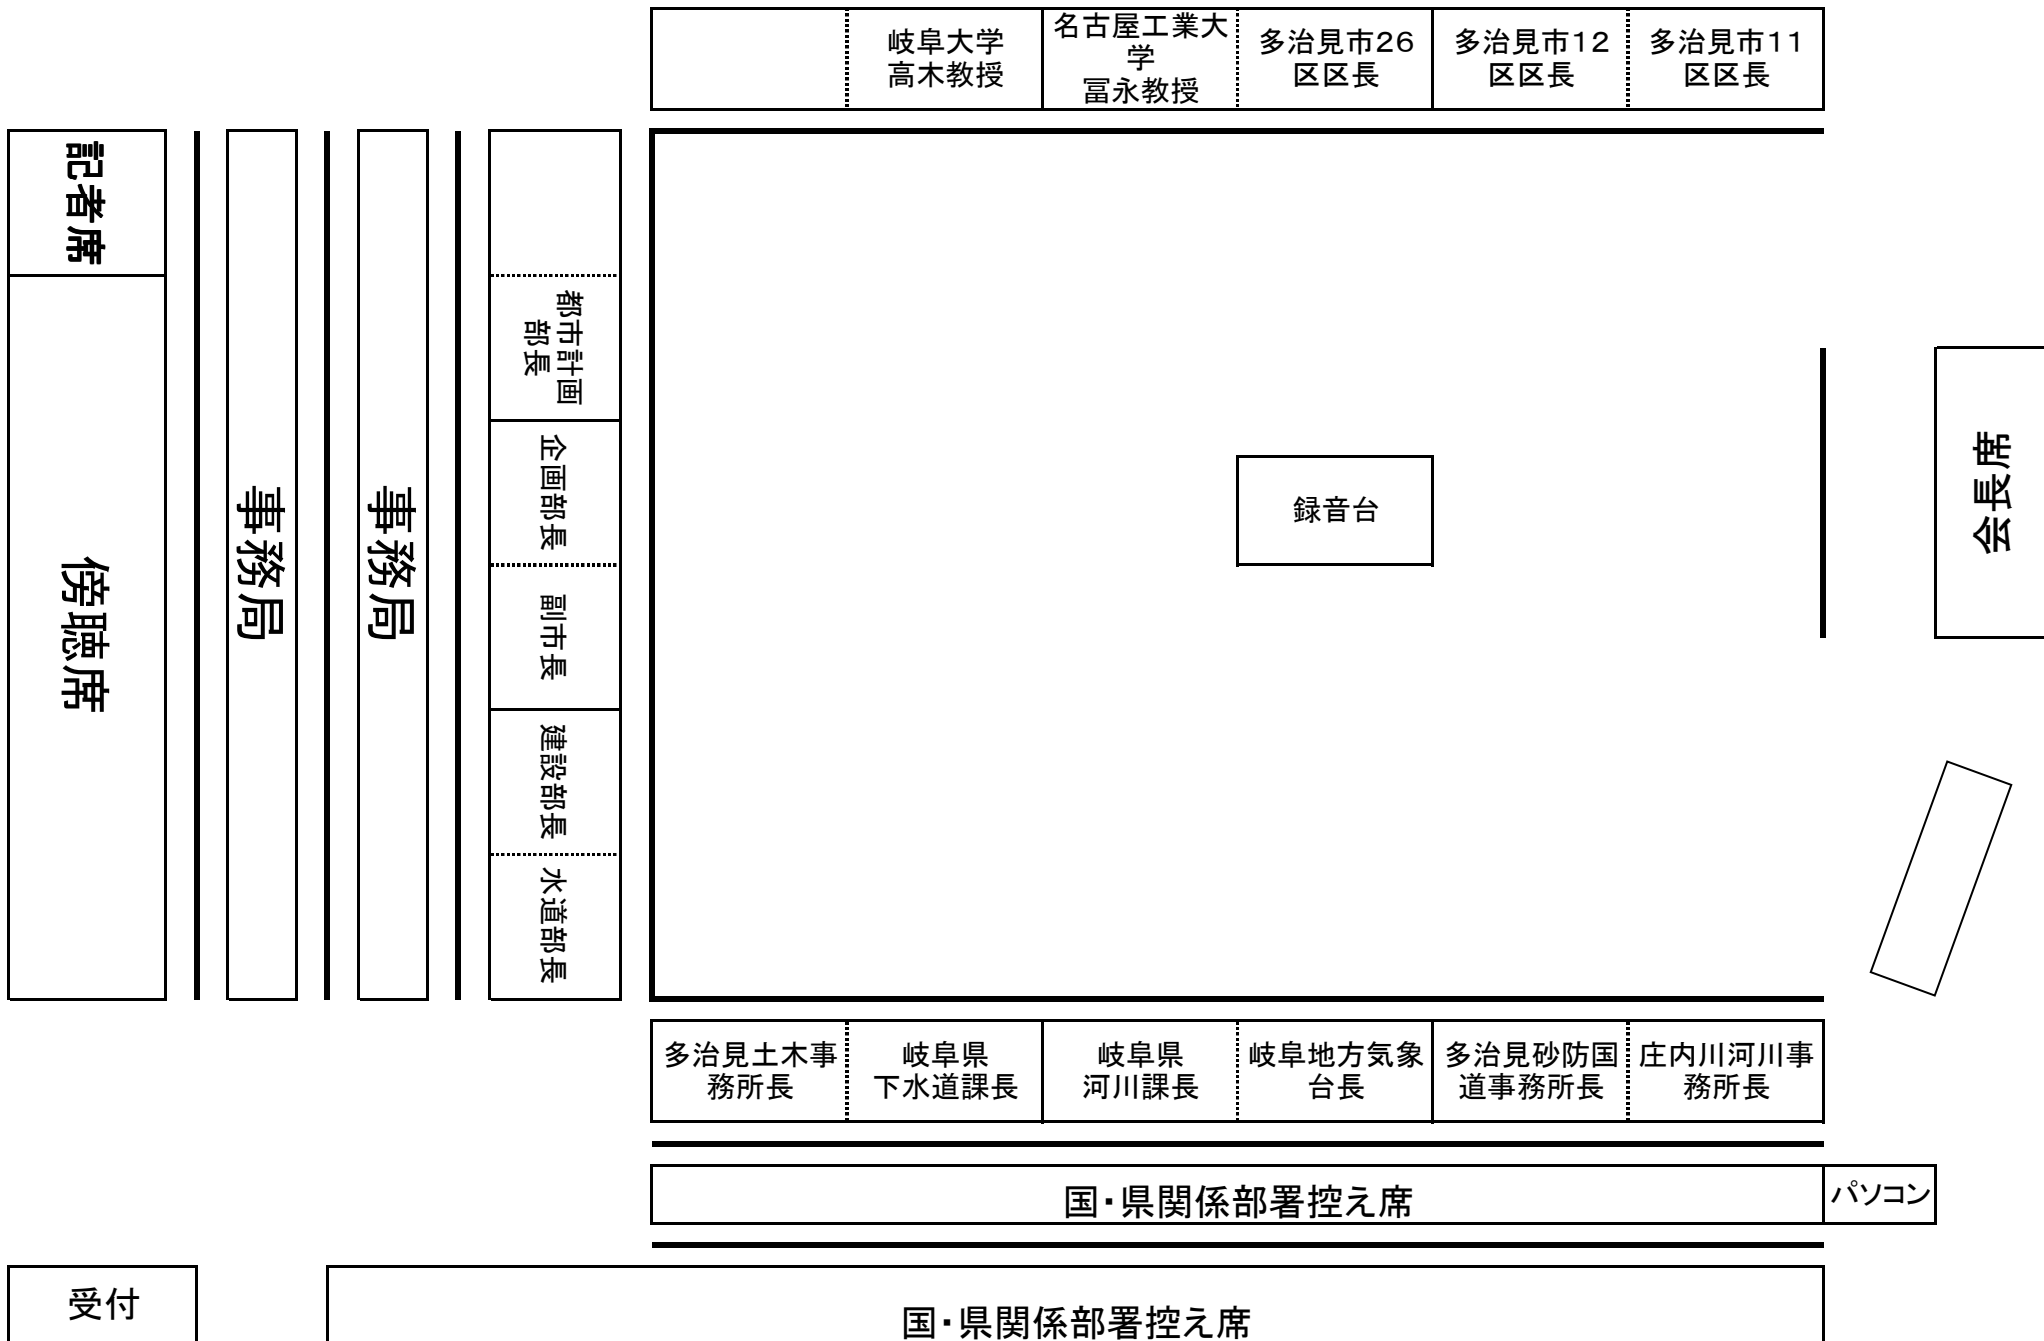 岐阜大学
高木教授
名古屋工業大
学
冨永教授
多治見市26
区区長
多治見市12
区区長
多治見市11
区区長
記者席
傍聴席
事務局
事務局
都市計画
部長
企画部長
副市長
建設部長
水道部長
録音台
会長席
多治見土木事
務所長
岐阜県
下水道課長
岐阜県
河川課長
岐阜地方気象
台長
多治見砂防国
道事務所長
庄内川河川事
務所長
国・県関係部署控え席
パソコン
受付
国・県関係部署控え席